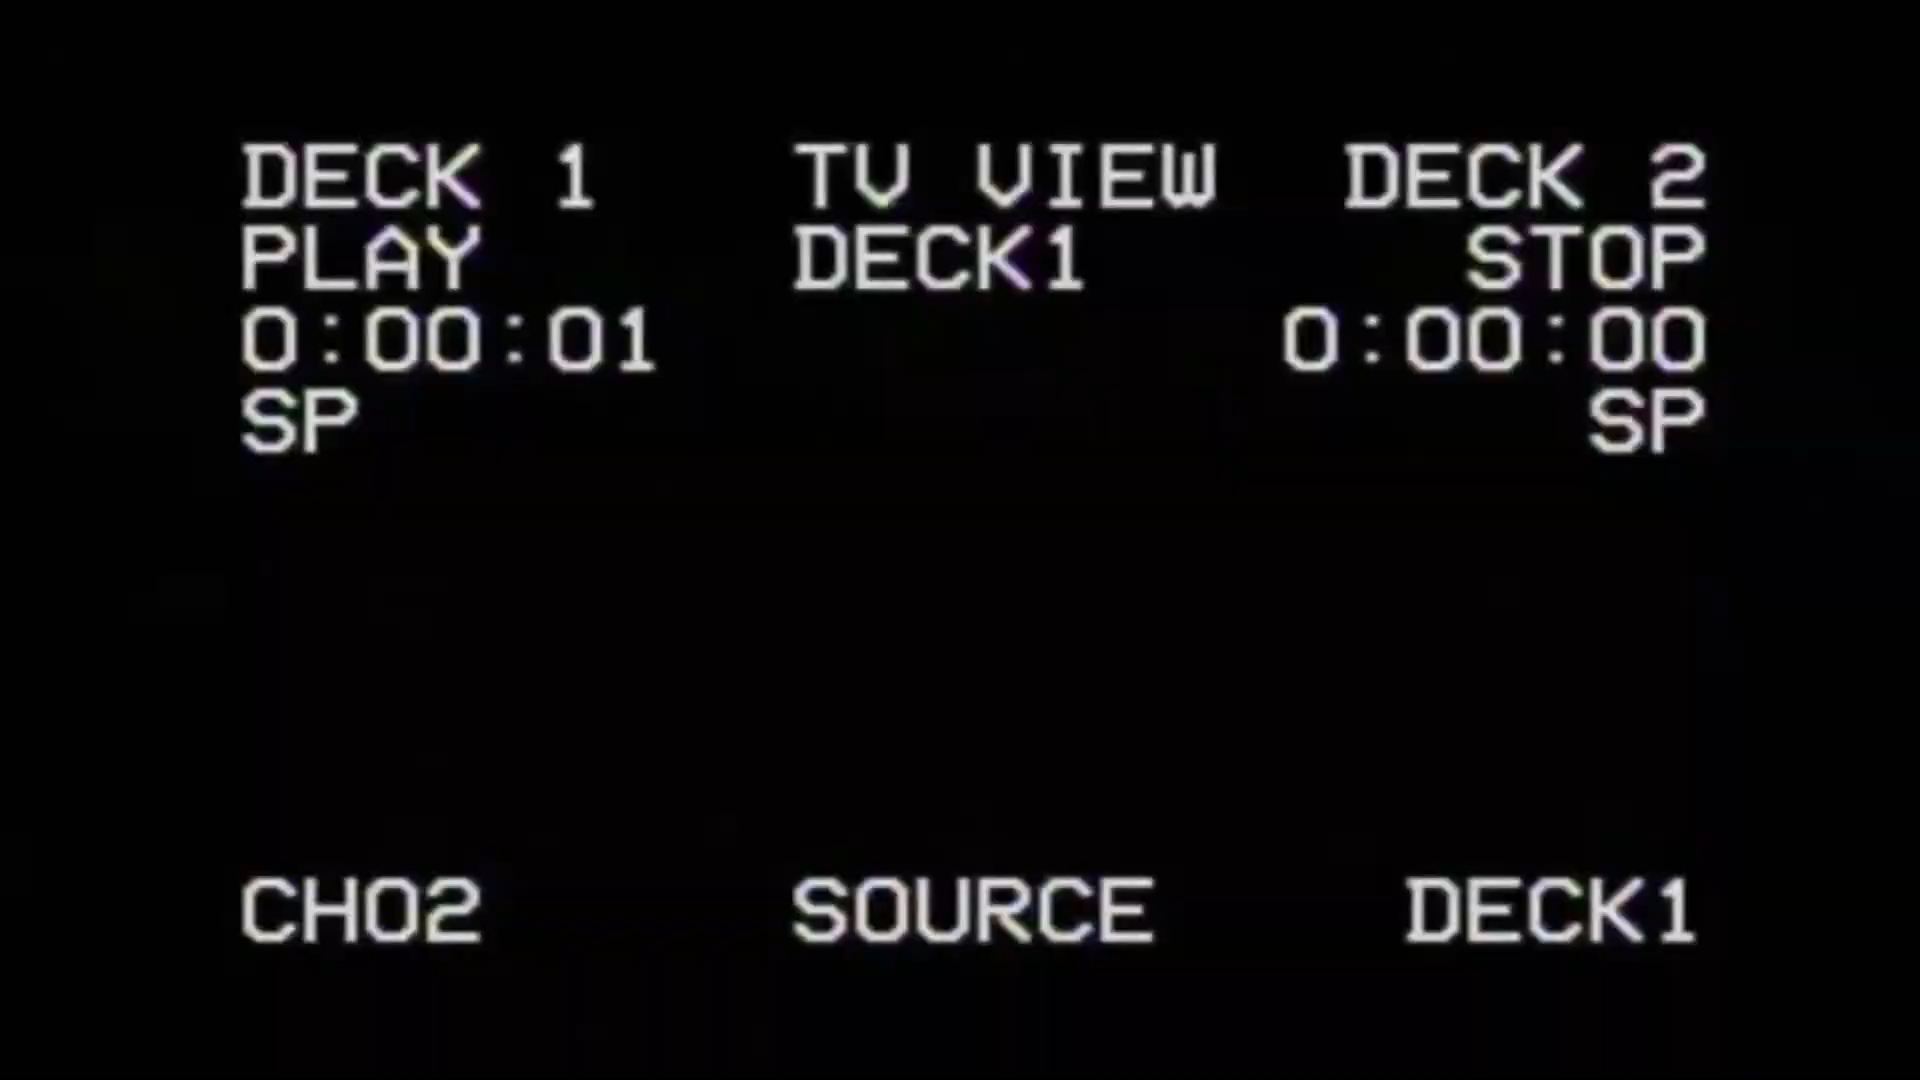 DECK 1 TV VIEW DECK 2
PLAY DECK1 STOP
0:00:01 0:00:00
SP SP
CH02 SOURCE DECK1